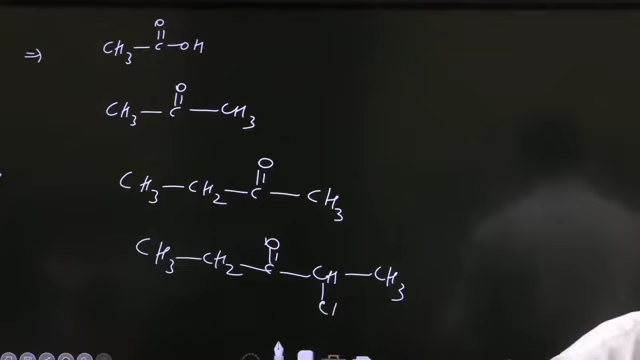 O
⇒ CH3—C—OH
O
CH3—C—CH3
O
CH3—CH2—C—CH3
O
CH3—CH2—C—CH—CH3
Cl